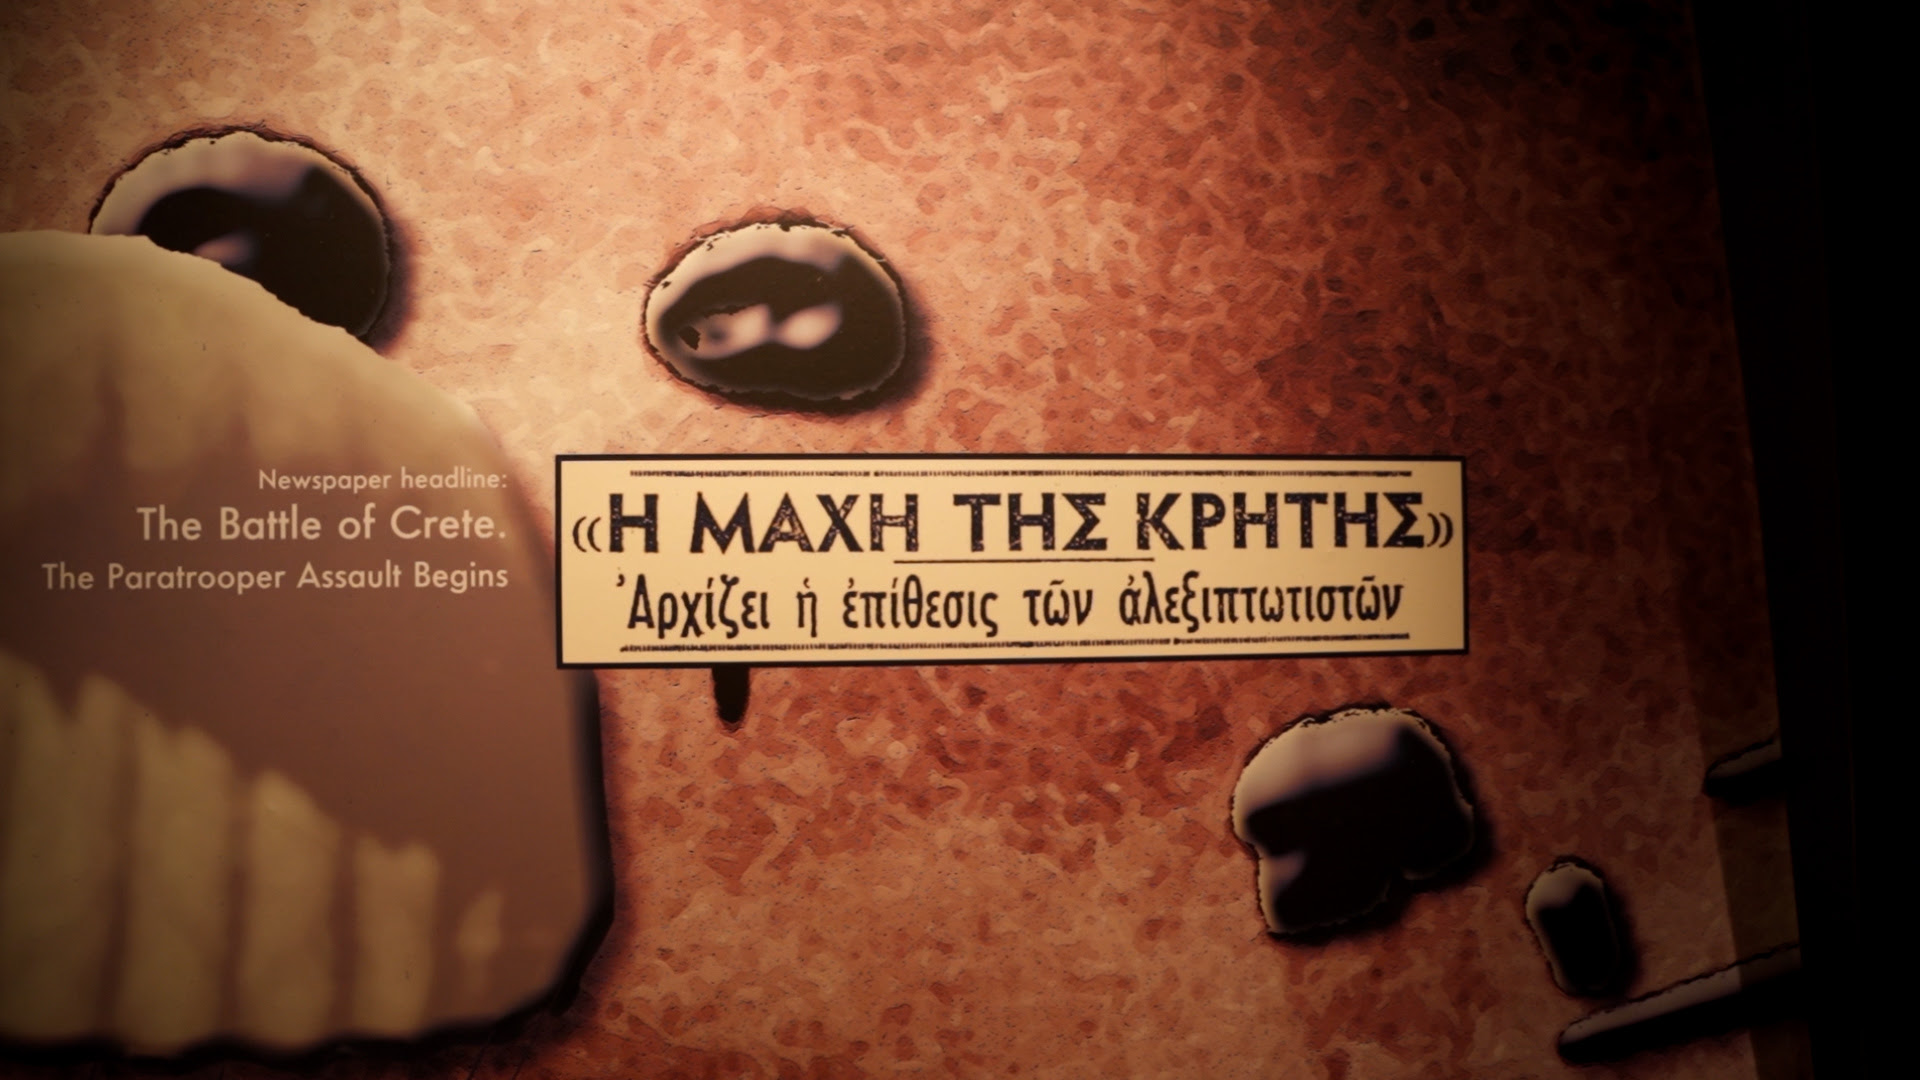 Newspaper headline:
The Battle of Crete.
The Paratrooper Assault Begins
«Η ΜΑΧΗ ΤΗΣ ΚΡΗΤΗΣ»
Ἀρχίζει ἡ ἐπίθεσις τῶν ἀλεξιπτωτιστῶν